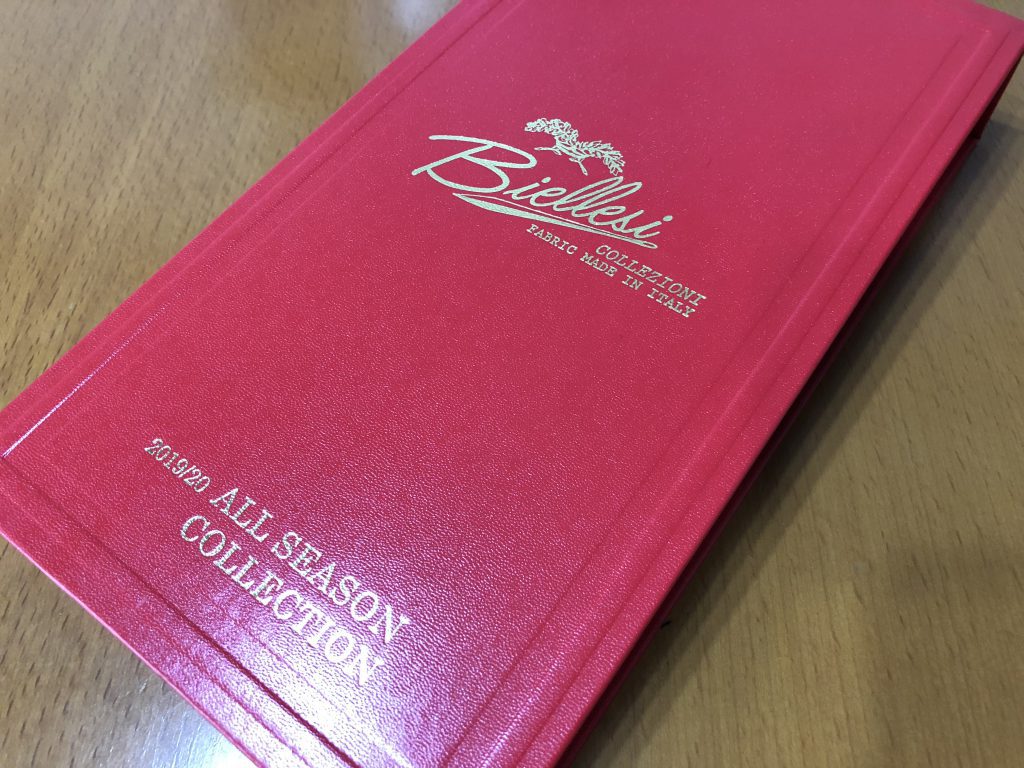 Biellesi
COLLEZIONI
FABRIC MADE IN ITALY
2019/20 ALL SEASON
COLLECTION